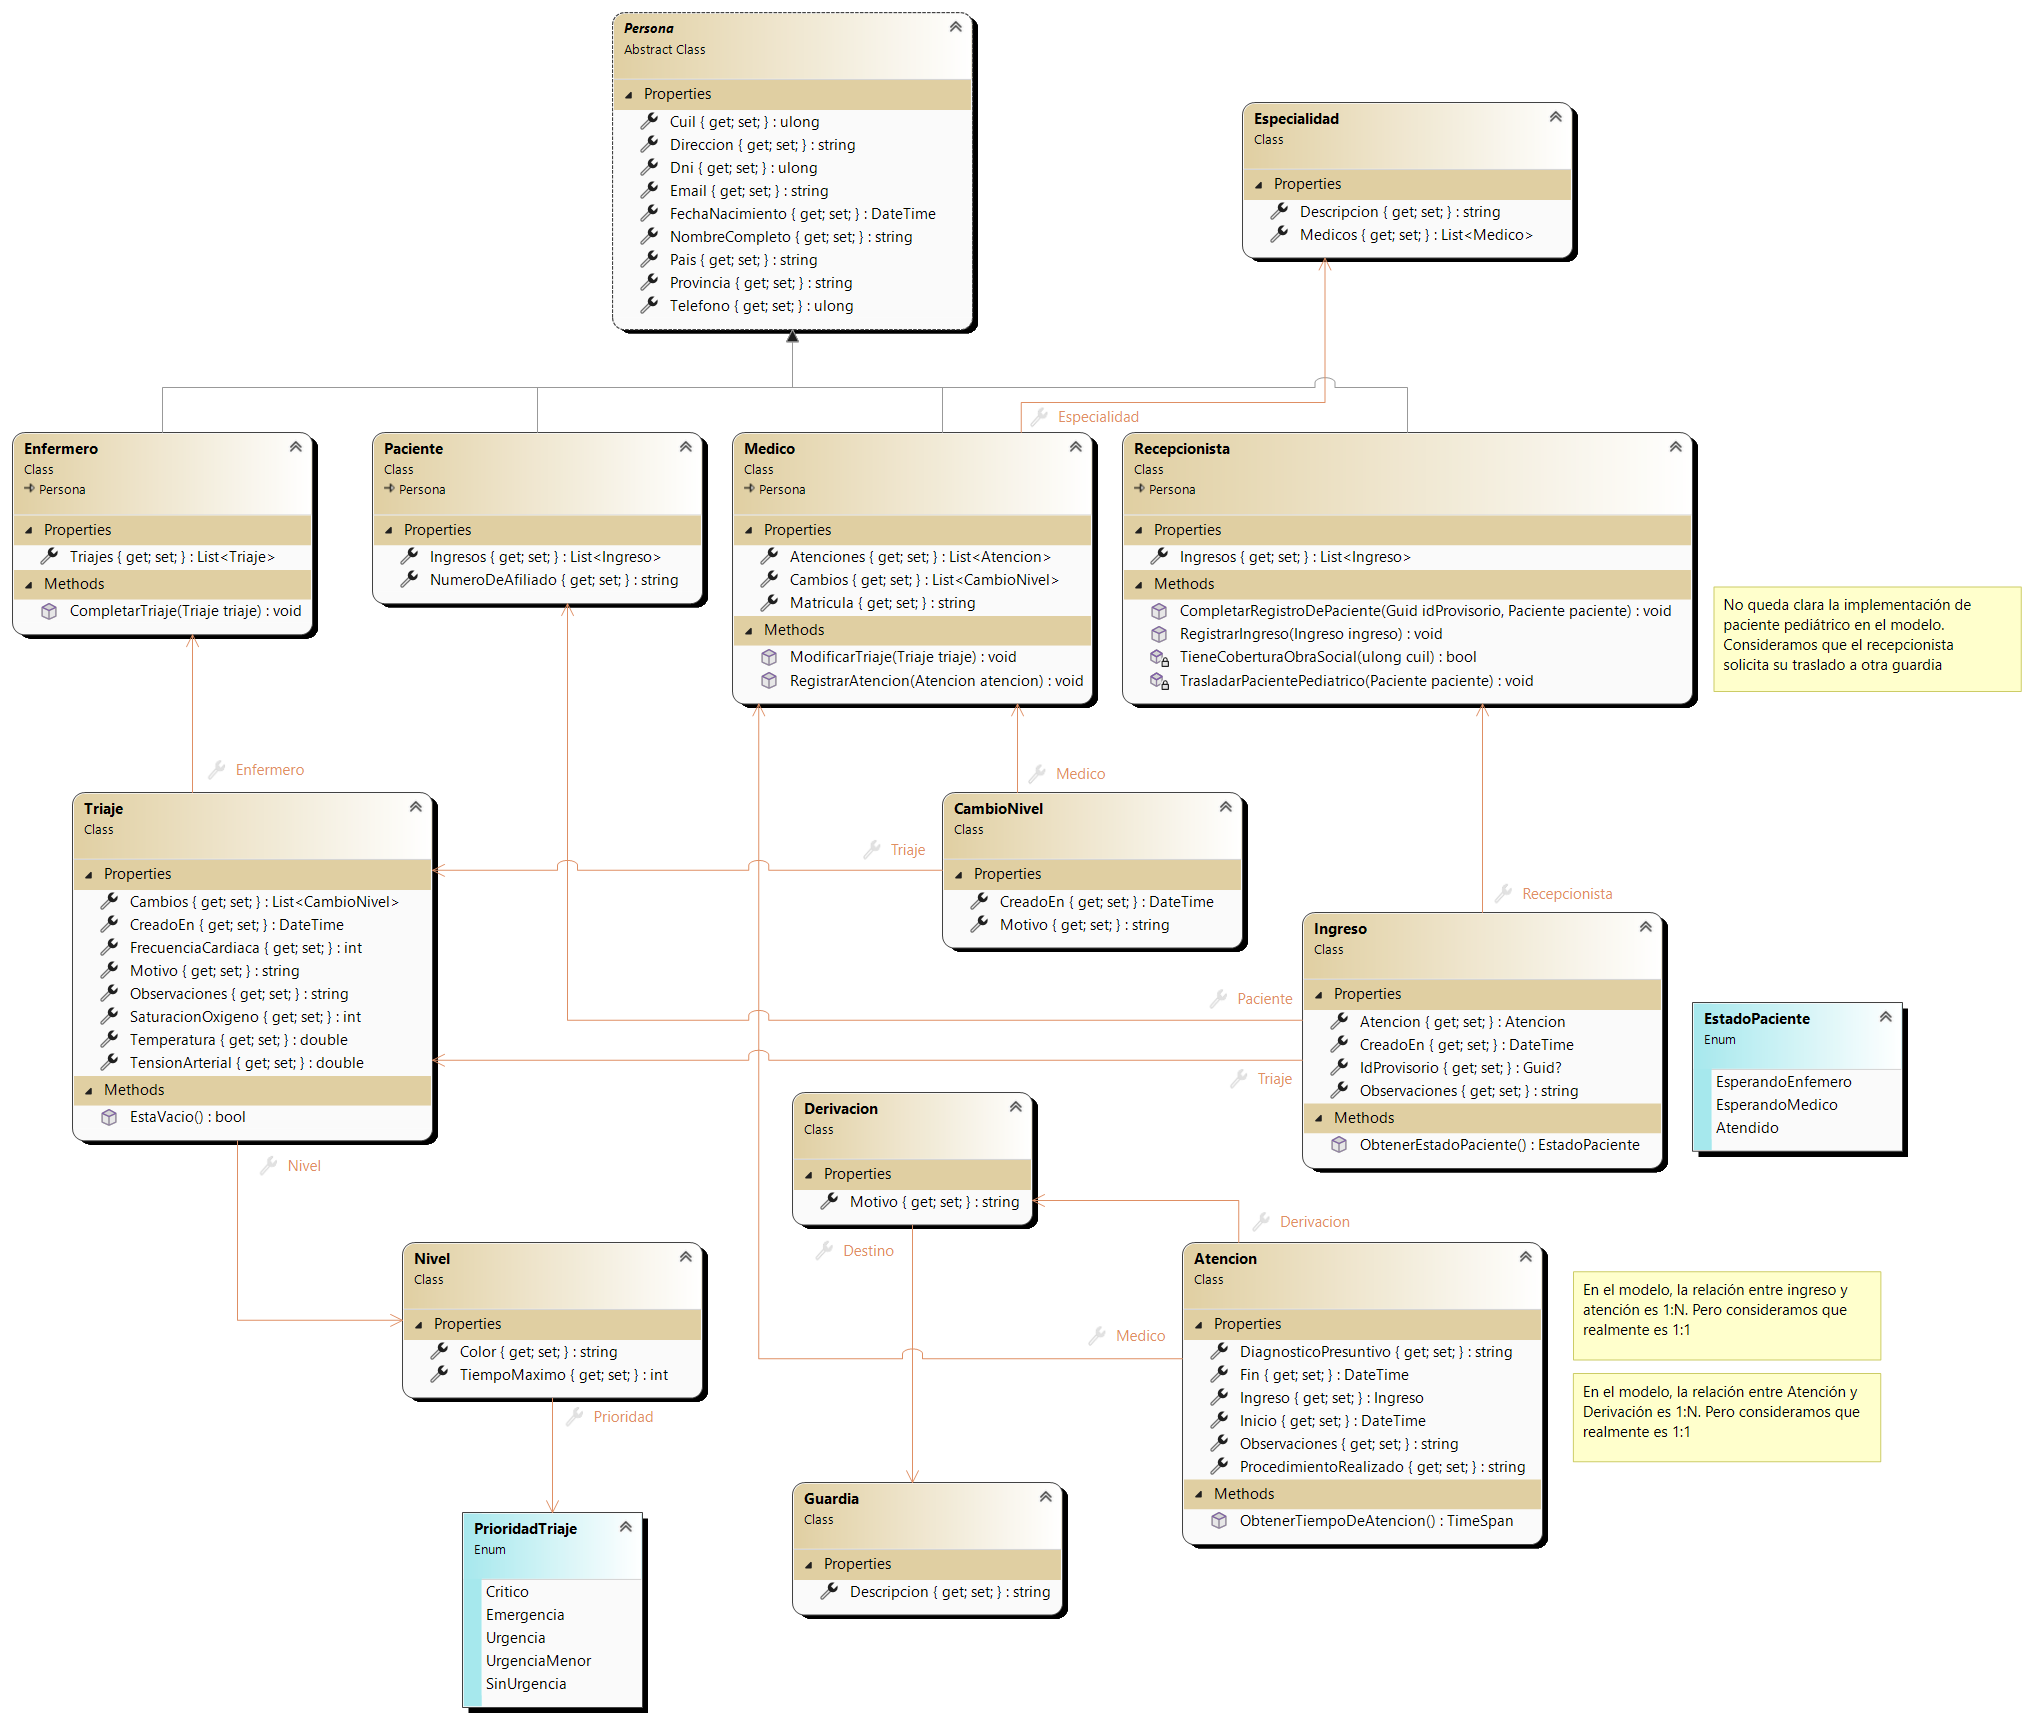 Persona
Abstract Class
Properties
Cuil { get; set; } : ulong
Direccion { get; set; } : string
Dni { get; set; } : ulong
Email { get; set; } : string
FechaNacimiento { get; set; } : DateTime
NombreCompleto { get; set; } : string
Pais { get; set; } : string
Provincia { get; set; } : string
Telefono { get; set; } : ulong
Especialidad
Class
Properties
Descripcion { get; set; } : string
Medicos { get; set; } : List<Medico>
Especialidad
Enfermero
Class
Persona
Properties
Triajes { get; set; } : List<Triaje>
Methods
CompletarTriaje(Triaje triaje) : void
Paciente
Class
Persona
Properties
Ingresos { get; set; } : List<Ingreso>
NumeroDeAfiliado { get; set; } : string
Medico
Class
Persona
Properties
Atenciones { get; set; } : List<Atencion>
Cambios { get; set; } : List<CambioNivel>
Matricula { get; set; } : string
Methods
ModificarTriaje(Triaje triaje) : void
RegistrarAtencion(Atencion atencion) : void
Recepcionista
Class
Persona
Properties
Ingresos { get; set; } : List<Ingreso>
Methods
CompletarRegistroDePaciente(Guid idProvisorio, Paciente paciente) : void
RegistrarIngreso(Ingreso ingreso) : void
TieneCoberturaObraSocial(ulong cuil) : bool
TrasladarPacientePediatrico(Paciente paciente) : void
No queda clara la implementación de
paciente pediátrico en el modelo.
Consideramos que el recepcionista
solicita su traslado a otra guardia
Enfermero
Medico
Triaje
Class
Properties
Cambios { get; set; } : List<CambioNivel>
CreadoEn { get; set; } : DateTime
FrecuenciaCardiaca { get; set; } : int
Motivo { get; set; } : string
Observaciones { get; set; } : string
SaturacionOxigeno { get; set; } : int
Temperatura { get; set; } : double
TensionArterial { get; set; } : double
Methods
EstaVacio() : bool
Triaje
CambioNivel
Class
Properties
CreadoEn { get; set; } : DateTime
Motivo { get; set; } : string
Recepcionista
Ingreso
Class
Properties
Atencion { get; set; } : Atencion
CreadoEn { get; set; } : DateTime
IdProvisorio { get; set; } : Guid?
Observaciones { get; set; } : string
Methods
ObtenerEstadoPaciente() : EstadoPaciente
Paciente
Triaje
EstadoPaciente
Enum
EsperandoEnfemero
EsperandoMedico
Atendido
Derivacion
Class
Properties
Motivo { get; set; } : string
Nivel
Destino
Derivacion
Nivel
Class
Properties
Color { get; set; } : string
TiempoMaximo { get; set; } : int
Prioridad
Medico
Atencion
Class
Properties
DiagnosticoPresuntivo { get; set; } : string
Fin { get; set; } : DateTime
Ingreso { get; set; } : Ingreso
Inicio { get; set; } : DateTime
Observaciones { get; set; } : string
ProcedimientoRealizado { get; set; } : string
Methods
ObtenerTiempoDeAtencion() : TimeSpan
En el modelo, la relación entre ingreso y
atención es 1:N. Pero consideramos que
realmente es 1:1
En el modelo, la relación entre Atención y
Derivación es 1:N. Pero consideramos que
realmente es 1:1
Guardia
Class
Properties
Descripcion { get; set; } : string
PrioridadTriaje
Enum
Critico
Emergencia
Urgencia
UrgenciaMenor
SinUrgencia